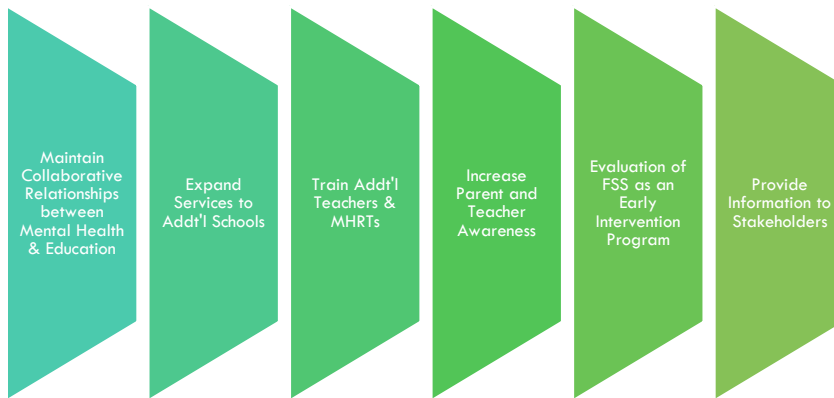 Maintain
Collaborative
Relationships
between
Mental Health
& Education
Expand
Services to
Addt'l Schools
Train Addt'l
Teachers &
MHRTs
Increase
Parent and
Teacher
Awareness
Evaluation of
FSS as an
Early
Intervention
Program
Provide
Information to
Stakeholders